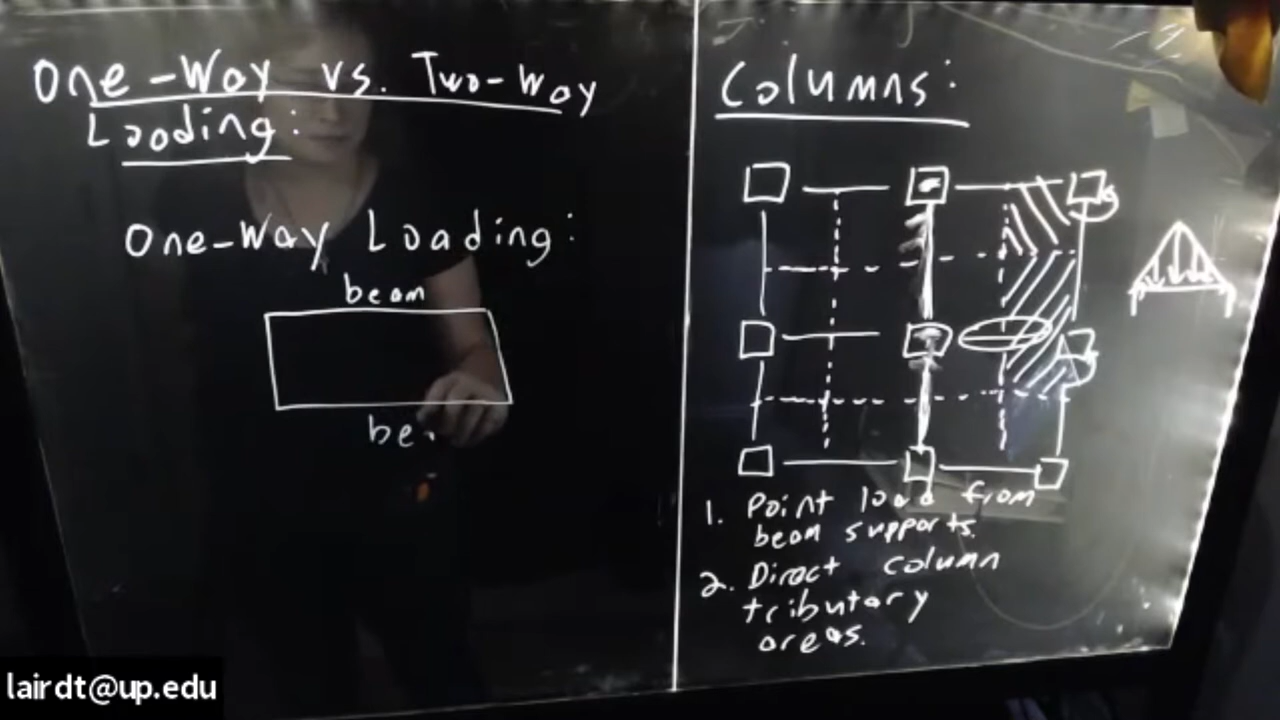 One-Way vs. Two-Way
Loading:
One-Way Loading:
beam
be
Columns:
1. Point load from
beam supports.
2. Direct column
tributary
areas.
lairdt@up.edu